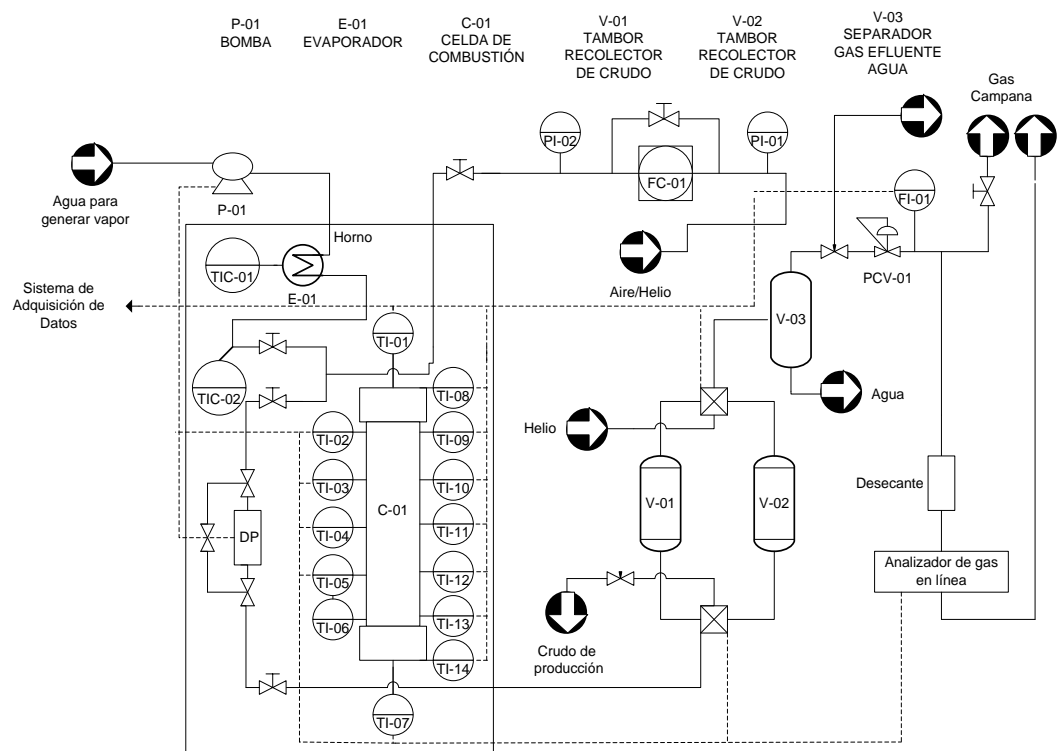 P-01
BOMBA
E-01
EVAPORADOR
C-01
CELDA DE
COMBUSTIÓN
V-01
TAMBOR
RECOLECTOR
DE CRUDO
V-02
TAMBOR
RECOLECTOR
DE CRUDO
V-03
SEPARADOR
GAS EFLUENTE
AGUA
Gas
Campana
PI-02
PI-01
FC-01
Agua para
generar vapor
P-01
FI-01
Horno
TIC-01
E-01
Aire/Helio
PCV-01
Sistema de
Adquisición de
Datos
TI-01
V-03
TIC-02
TI-08
Agua
TI-02
TI-09
Helio
TI-03
TI-10
Desecante
C-01
V-01
V-02
TI-04
TI-11
DP
TI-05
TI-12
Analizador de gas
en línea
TI-06
TI-13
Crudo de
producción
TI-14
TI-07